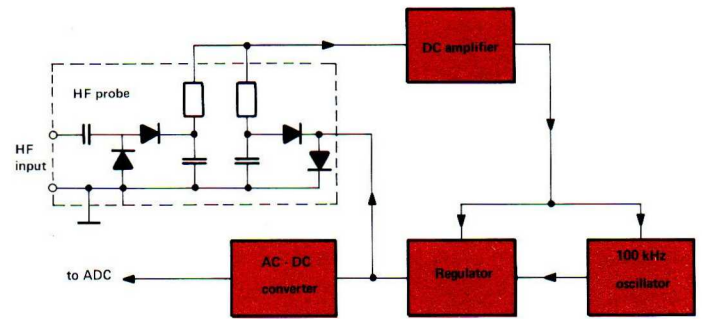 DC amplifier
HF probe
HF
input
to ADC
AC - DC
converter
Regulator
100 kHz
oscillator